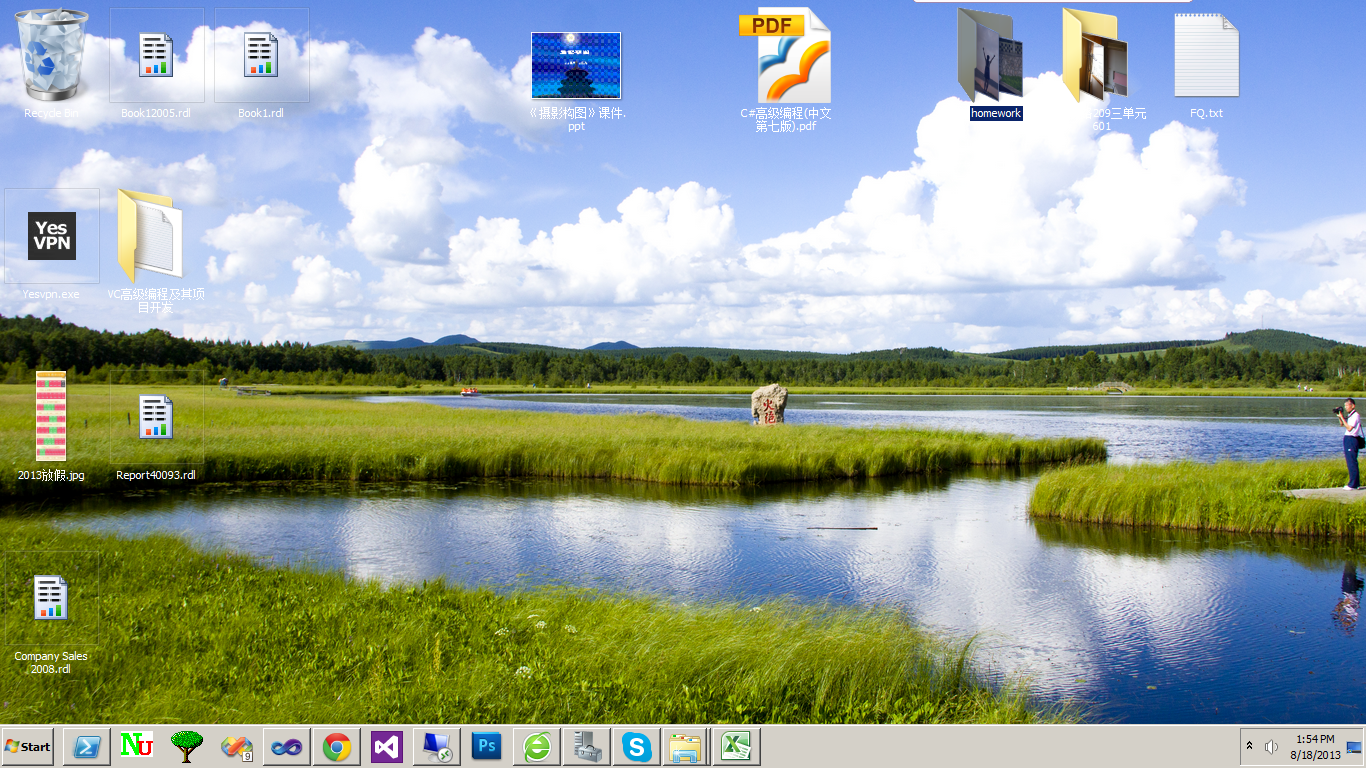 Recycle Bin
Book12005.rdl
Book1.rdl
《摄影构图》课件.
ppt
PDF
C#高级编程(中文
第七版).pdf
homework
209三单元
601
FQ.txt
Yes
VPN
Yesvpn.exe
VC高级编程及其项
目开发
2013放假.jpg
Report40093.rdl
Company Sales
2008.rdl
Start
NU
9
Ps
1:54 PM
8/18/2013